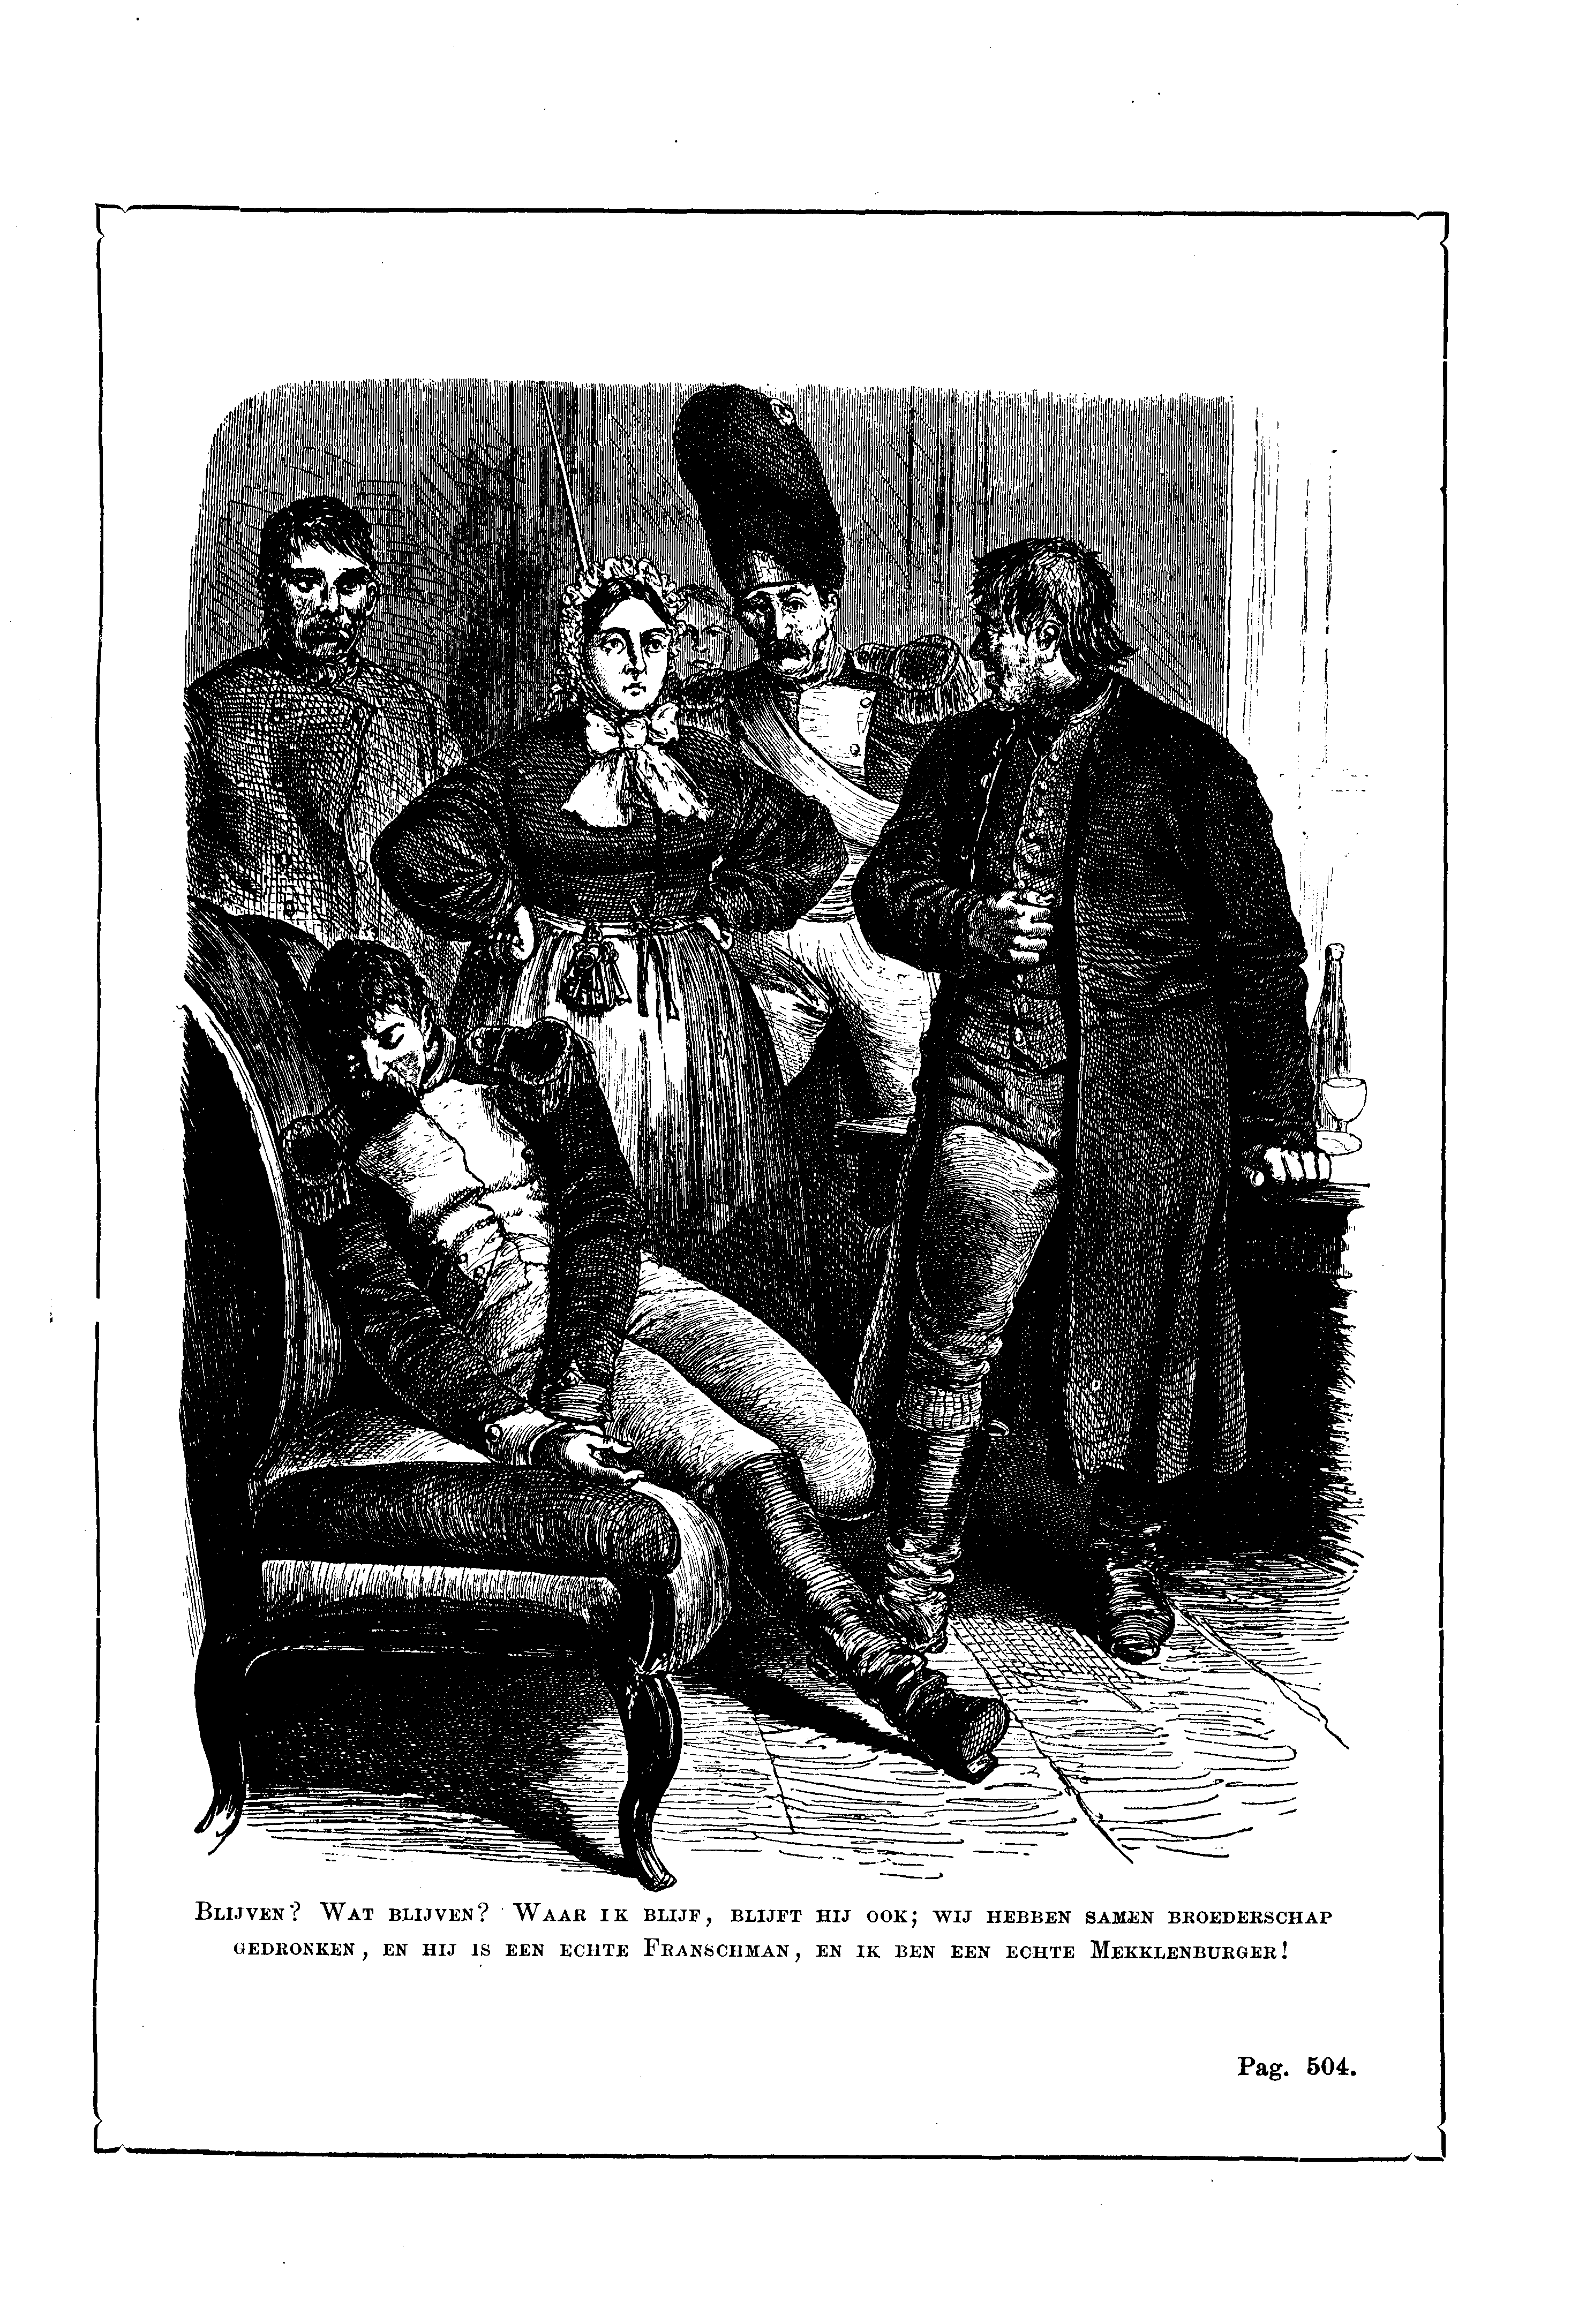 Blijven? Wat blijven? Waar ik blijf, blijft hij ook; wij hebben samen broederschap
gedronken, en hij is een echte Franschman, en ik ben een echte Mekklenburger!
Pag. 504.